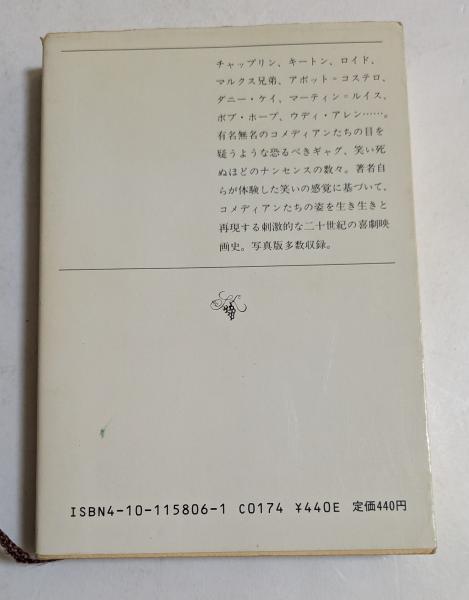 チャップリン、キートン、ロイド、
マルクス兄弟、アボット＝コステロ、
ダニー・ケイ、マーティン＝ルイス、
ボブ・ホープ、ウディ・アレン……。
有名無名のコメディアンたちの目を
疑うような恐るべきギャグ、笑い死
ぬほどのナンセンスの数々。著者自
らが体験した笑いの感覚に基づいて、
コメディアンたちの姿を生き生きと
再現する刺激的な二十世紀の喜劇映
画史。写真版多数収録。
ISBN4-10-115806-1 C0174 ¥440E 定価440円